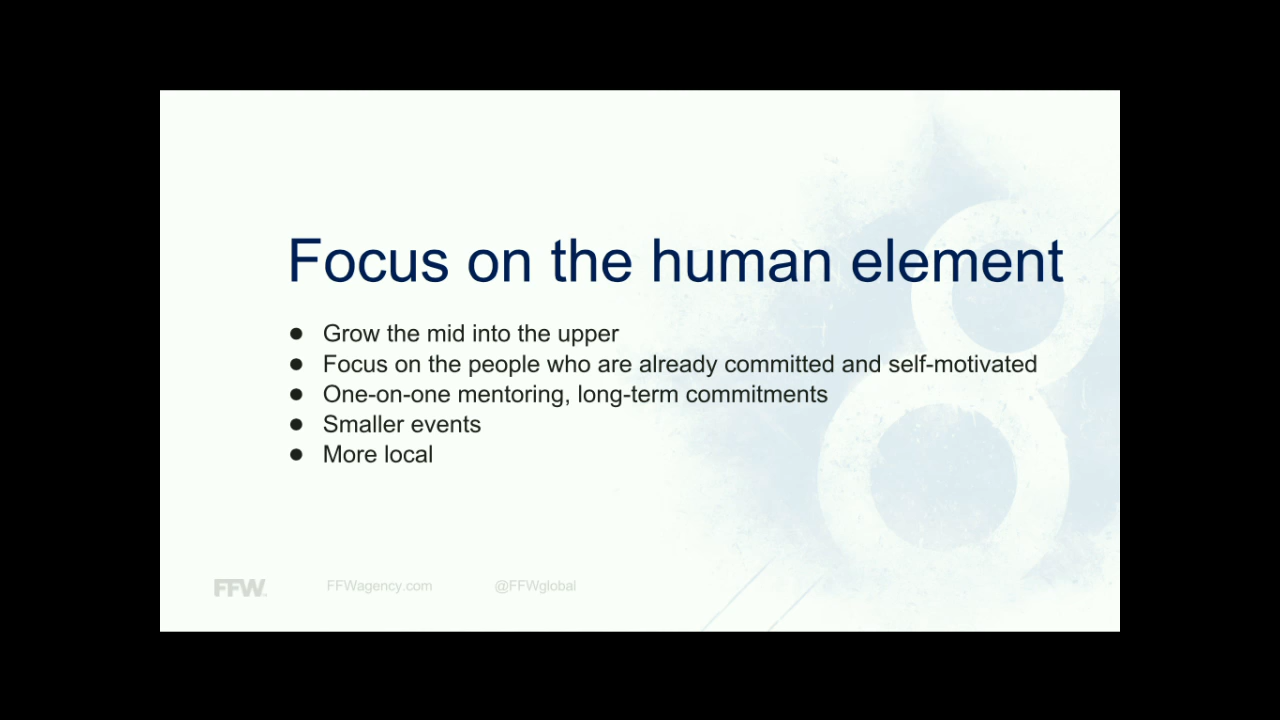 Focus on the human element
● Grow the mid into the upper
● Focus on the people who are already committed and self-motivated
● One-on-one mentoring, long-term commitments
● Smaller events
● More local
8
FFW. FFWagency.com @FFWglobal